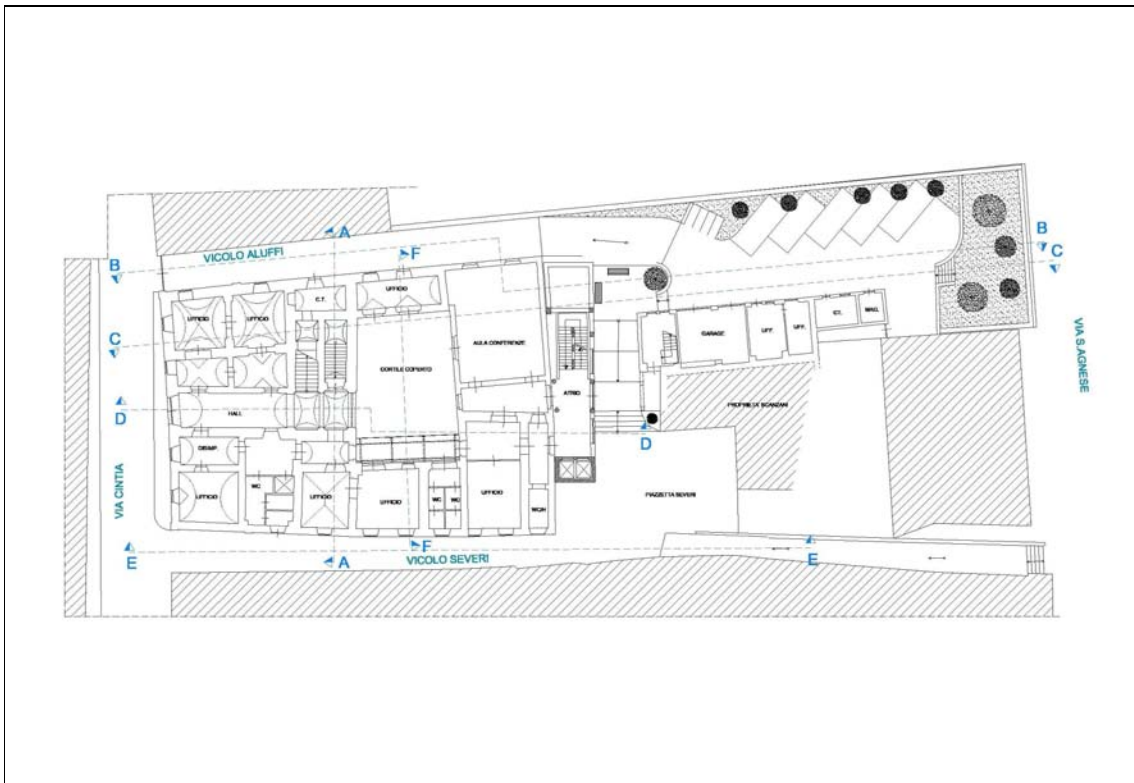 A
F
B
C
VICOLO ALUFFI
B
UFFICIO
UFFICIO
C.T.
UFFICIO
C.T.
MAG.
GARAGE
UFF.
UFF.
C
AULA CONFERENZE
CORTILE COPERTO
VIA S.AGNESE
ATRIO
PROPRIETA' SCANZANI
D
HALL
D
DISIMP.
VIA CINTIA
UFFICIO
WC
UFFICIO
UFFICIO
WC
WC
UFFICIO
WCH
PIAZZETTA SEVERI
E
A
F
VICOLO SEVERI
E